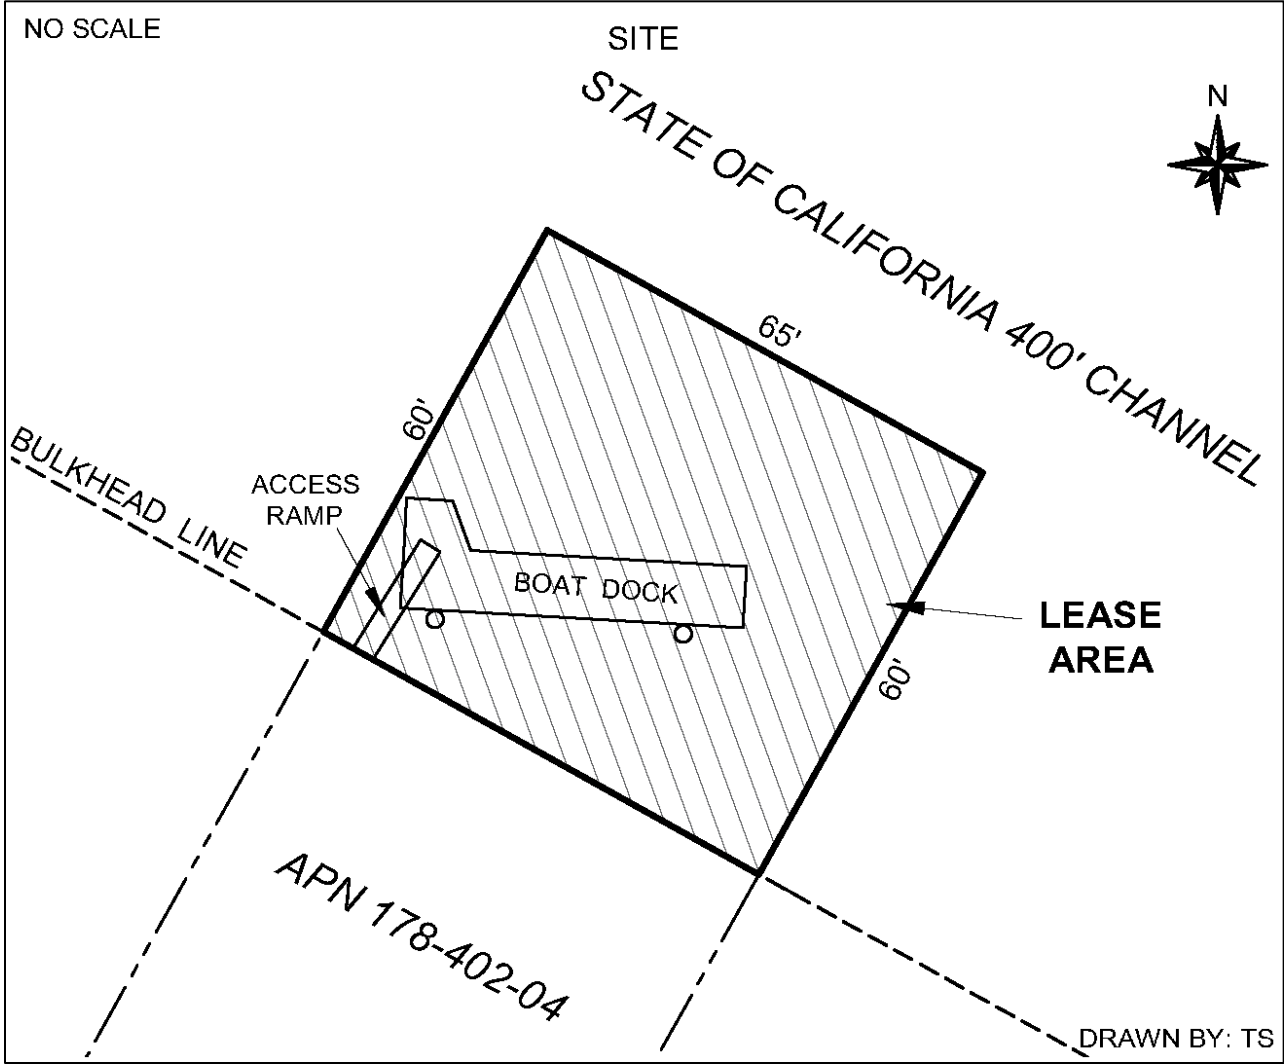 NO SCALE
SITE
STATE OF CALIFORNIA 400' CHANNEL
N
65'
60'
BULKHEAD LINE
ACCESS
RAMP
BOAT DOCK
LEASE
AREA
60'
APN 178-402-04
DRAWN BY: TS